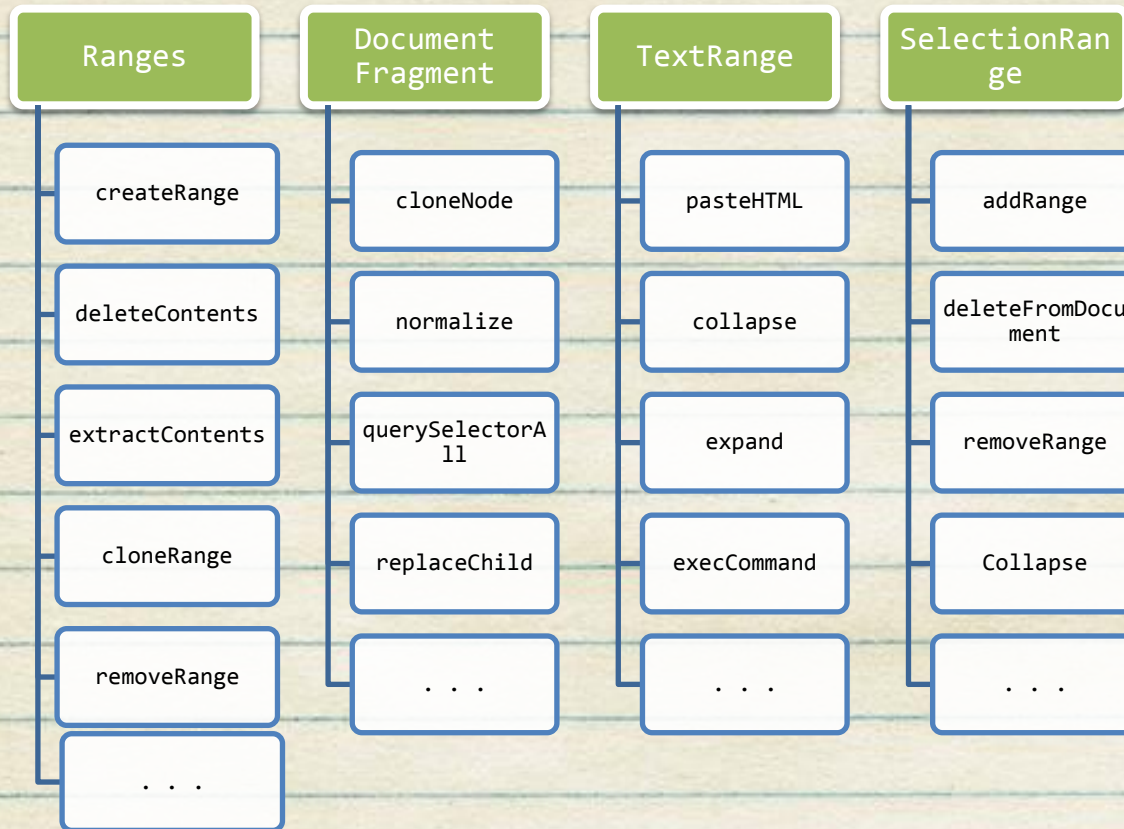 Ranges
createRange
deleteContents
extractContents
cloneRange
removeRange
. . .
Document
Fragment
cloneNode
normalize
querySelectorA
ll
replaceChild
. . .
TextRange
pasteHTML
collapse
expand
execCommand
. . .
SelectionRan
ge
addRange
deleteFromDocu
ment
removeRange
Collapse
. . .